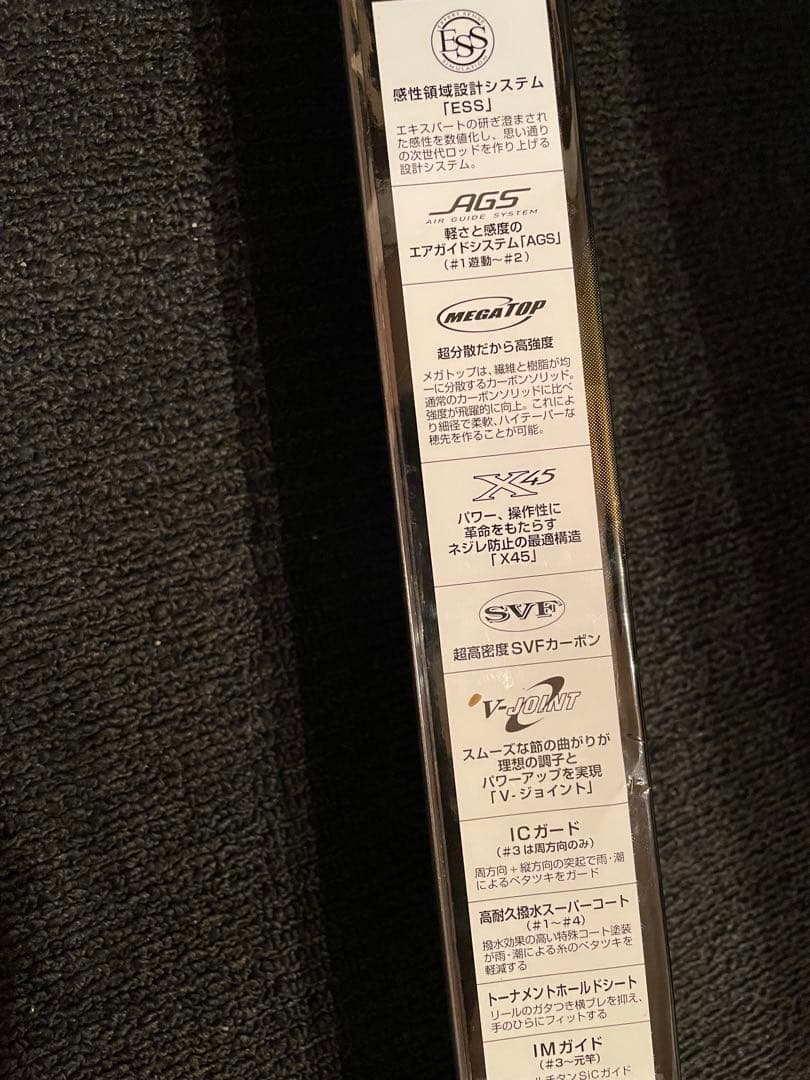 EXPERT SENSE
ESS
SIMULATION
感性領域設計システム
「ESS」
エキスパートの研ぎ澄まされ
た感性を数値化し、思い通り
の次世代ロッドを作り上げる
設計システム。
AGS
AIR GUIDE SYSTEM
軽さと感度の
エアガイドシステム「AGS」
(#1遊動～#2)
MEGATOP
超分散だから高強度
メガトップは、繊維と樹脂が均
一に分散するカーボンソリッド。
通常のカーボンソリッドに比べ
強度が飛躍的に向上。これによ
り細径で柔軟、ハイテーパーな
穂先を作ることが可能。
X45
パワー、操作性に
革命をもたらす
ネジレ防止の最適構造
「X45」
SVF
超高密度SVFカーボン
V-JOINT
スムーズな節の曲がりが
理想の調子と
パワーアップを実現
「V-ジョイント」
ICガード
(#3は周方向のみ)
周方向+縦方向の突起で雨・潮
によるベタツキをガード
高耐久撥水スーパーコート
(#1～#4)
撥水効果の高い特殊コート塗装
が雨・潮による糸のベタツキを
軽減する
トーナメントホールドシート
リールのガタつき横ブレを抑え、
手のひらにフィットする
IMガイド
(#3～元竿)
ルチタンSiCガイド